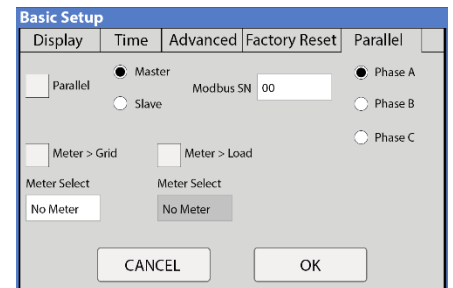 Basic Setup
Display Time Advanced Factory Reset Parallel
Parallel Master Modbus SN 00 Phase A
Slave Phase B
Phase C
Meter > Grid Meter > Load
Meter Select Meter Select
No Meter No Meter
CANCEL OK